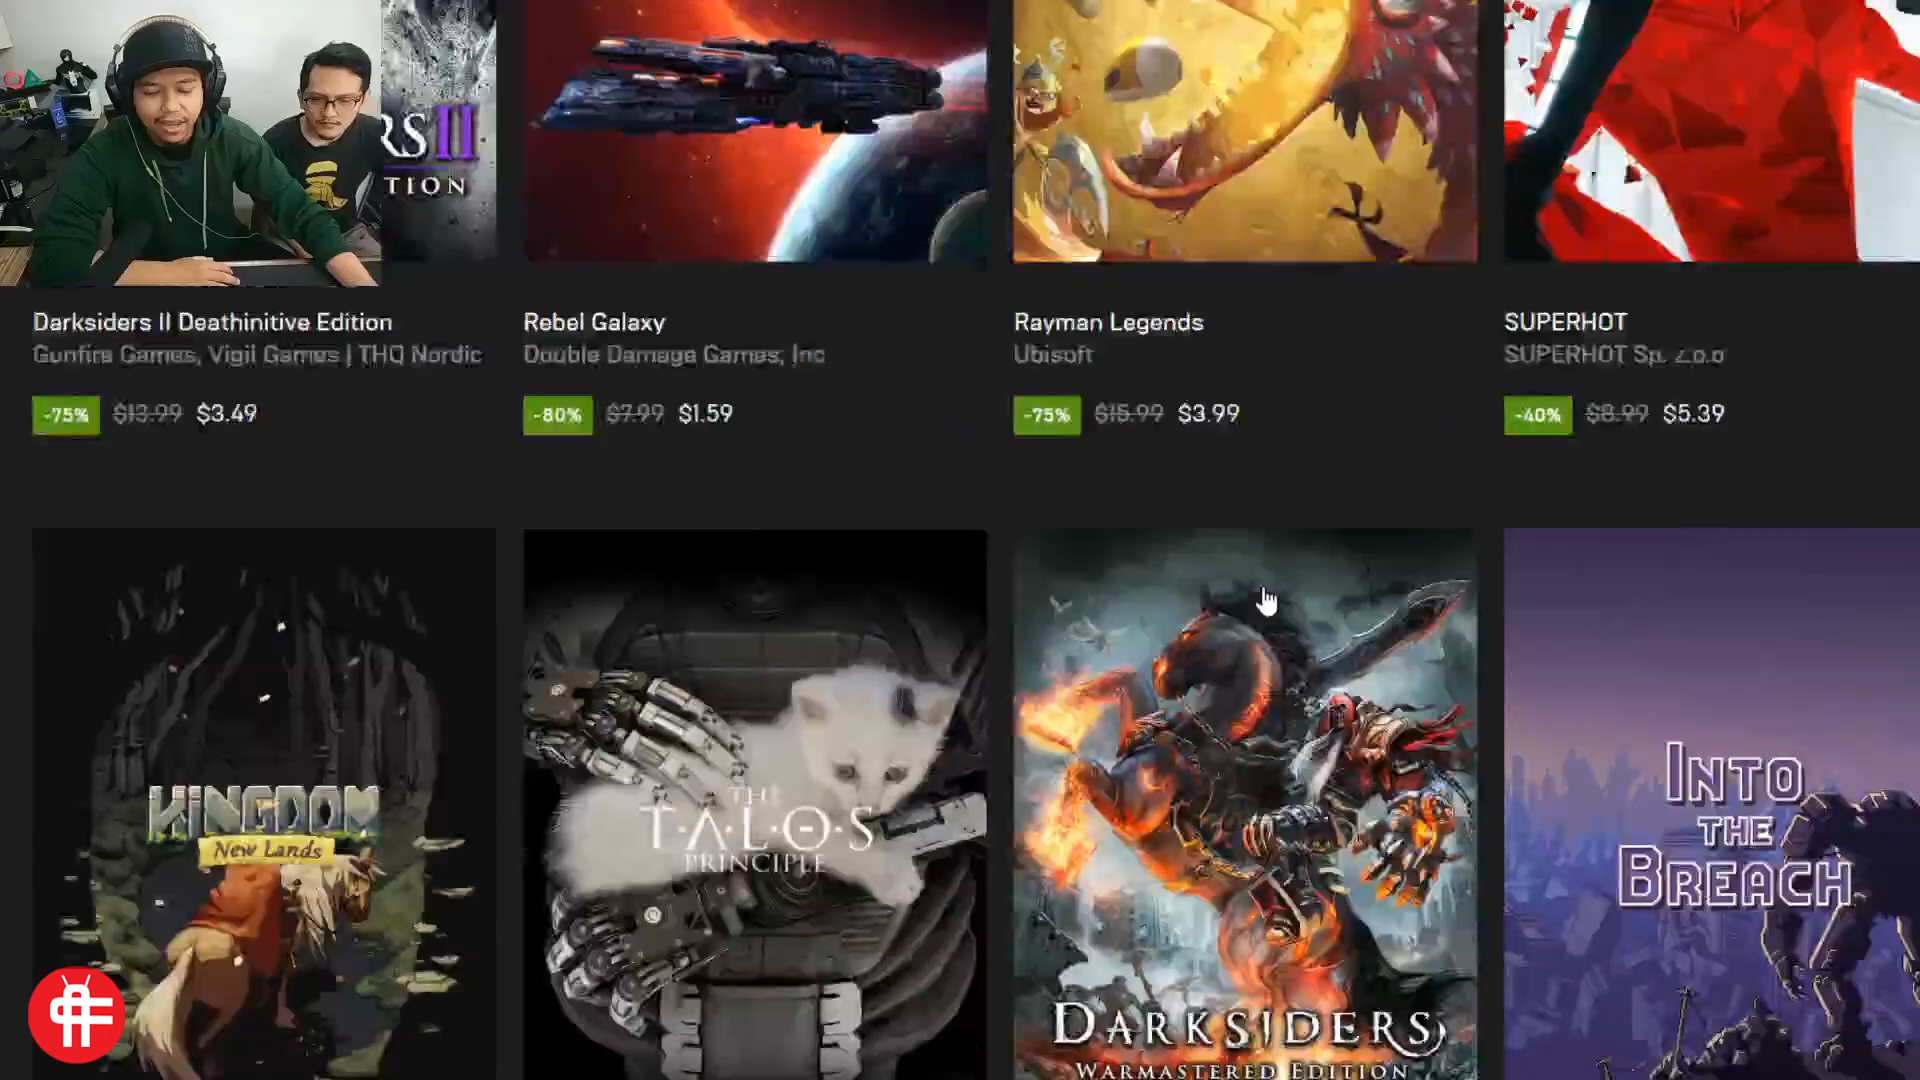 RS II
TION
Darksiders II Deathinitive Edition
Gunfire Games, Vigil Games | THQ Nordic
-75% $13.99 $3.49
Rebel Galaxy
Double Damage Games, Inc
-80% $7.99 $1.59
Rayman Legends
Ubisoft
-75% $15.99 $3.99
SUPERHOT
SUPERHOT Sp. z.o.o
-40% $8.99 $5.39
KINGDOM
New Lands
THE
TALOS
PRINCIPLE
DARKSIDERS
WARMASTERED EDITION
INTO
THE
BREACH